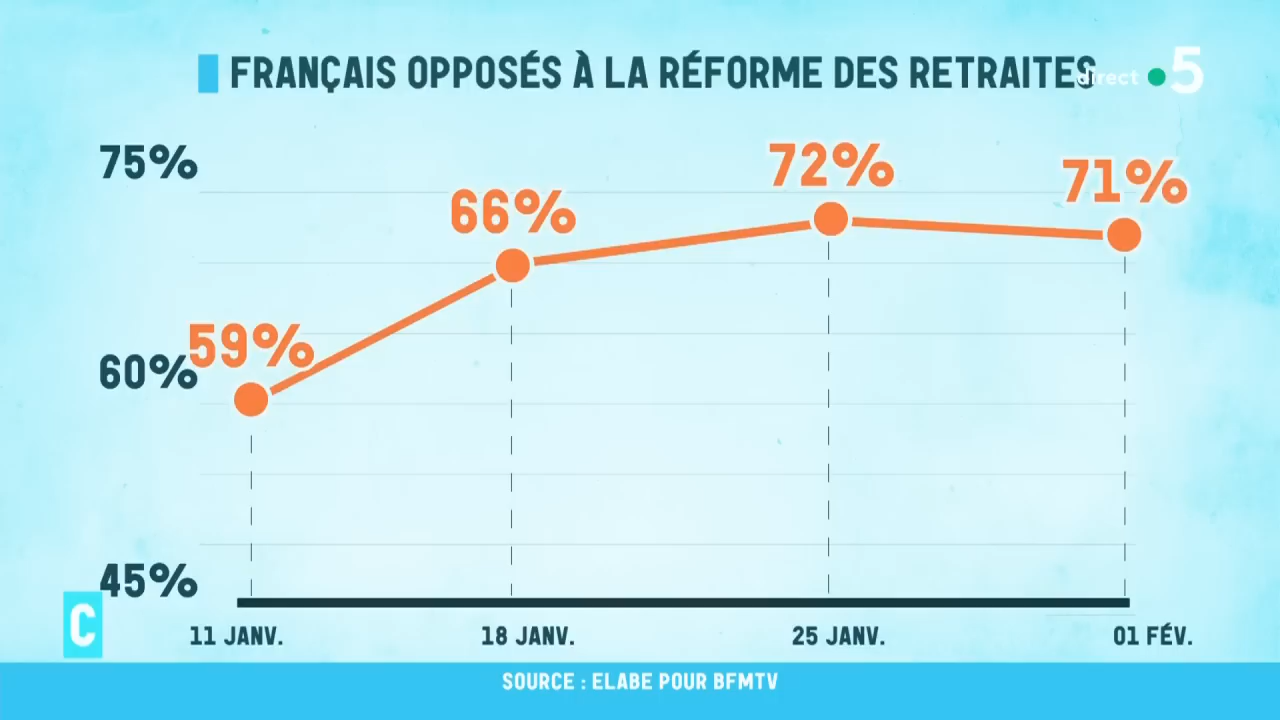 FRANÇAIS OPPOSÉS À LA RÉFORME DES RETRAITES
direct 5
75%
72%
71%
66%
59%
60%
45%
C
11 JANV. 18 JANV. 25 JANV. 01 FÉV.
SOURCE : ELABE POUR BFMTV